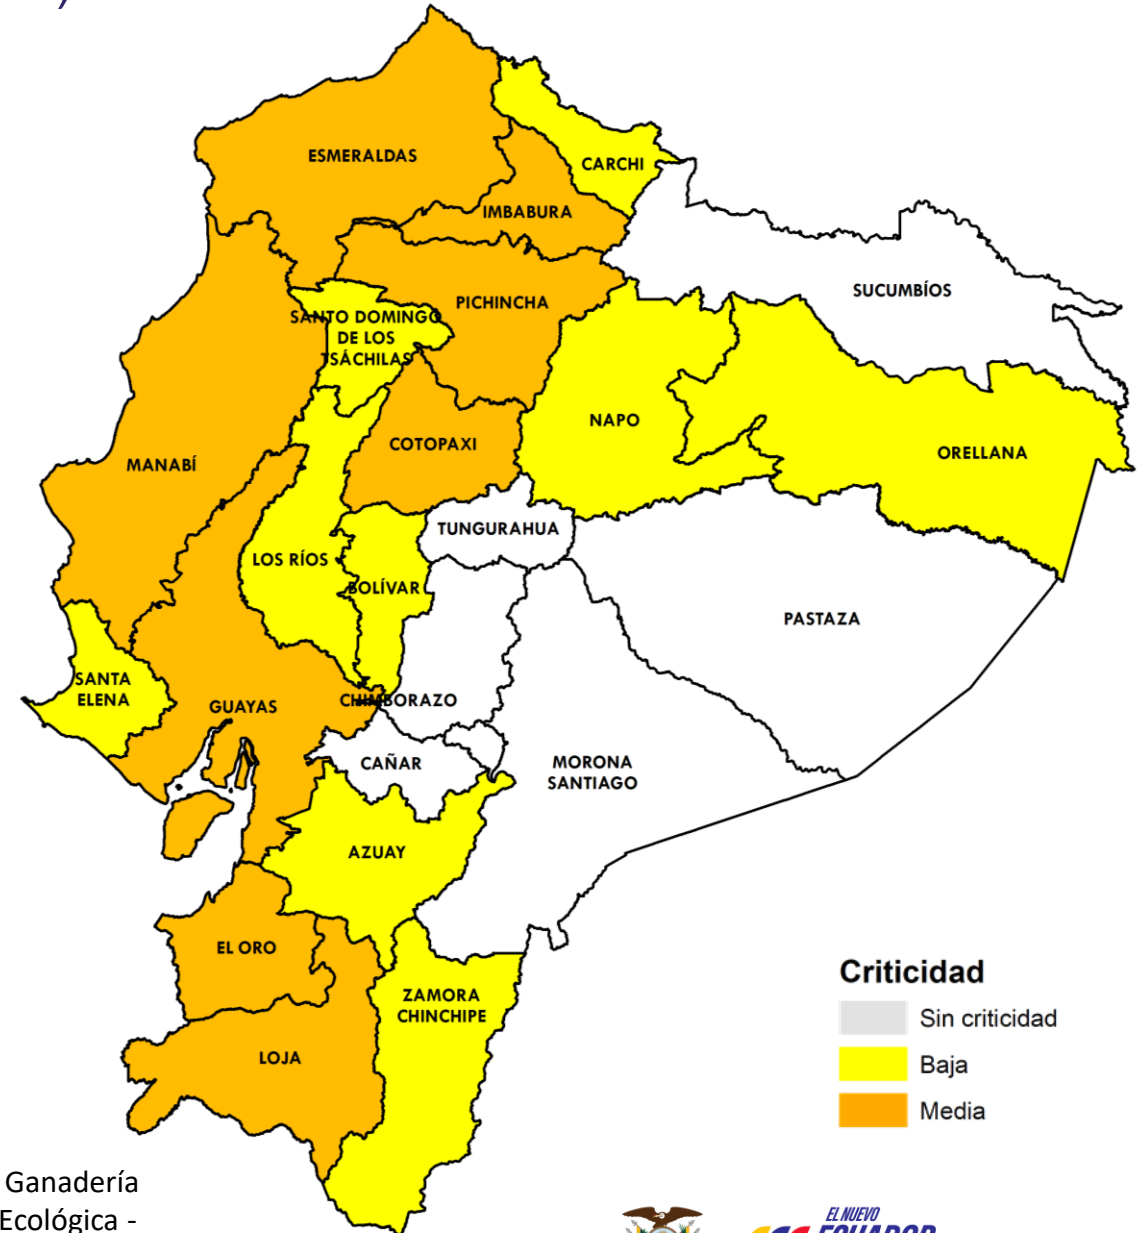 ESMERALDAS
CARCHI
IMBABURA
SUCUMBÍOS
PICHINCHA
SANTO DOMINGO
DE LOS
TSÁCHILAS
NAPO
COTOPAXI
ORELLANA
MANABÍ
TUNGURAHUA
LOS RÍOS
BOLÍVAR
PASTAZA
SANTA
ELENA
CHIMBORAZO
GUAYAS
CAÑAR
MORONA
SANTIAGO
AZUAY
EL ORO
ZAMORA
CHINCHIPE
LOJA
Criticidad
Sin criticidad
Baja
Media
Ganadería
Ecológica -
EL NUEVO
ECUADOR